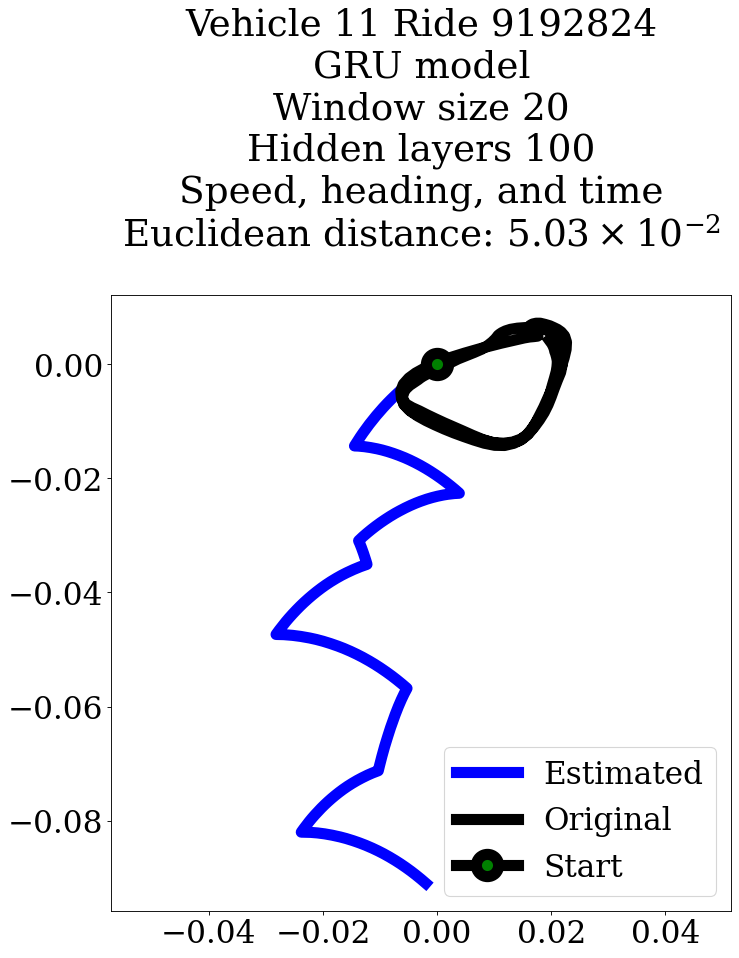 Vehicle 11 Ride 9192824
GRU model
Window size 20
Hidden layers 100
Speed, heading, and time
Euclidean distance: 5.03 × 10⁻²
0.00
−0.02
−0.04
−0.06
−0.08
−0.04 −0.02 0.00 0.02 0.04
Estimated
Original
Start